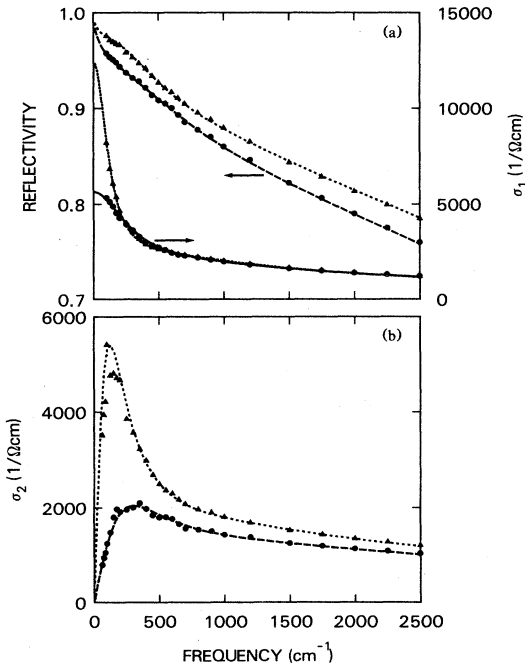 (a)
1.0
0.9
0.8
0.7
REFLECTIVITY
15000
10000
5000
0
σ₁ (1/Ωcm)
(b)
6000
4000
2000
0
σ₂ (1/Ωcm)
0 500 1000 1500 2000 2500
FREQUENCY (cm⁻¹)